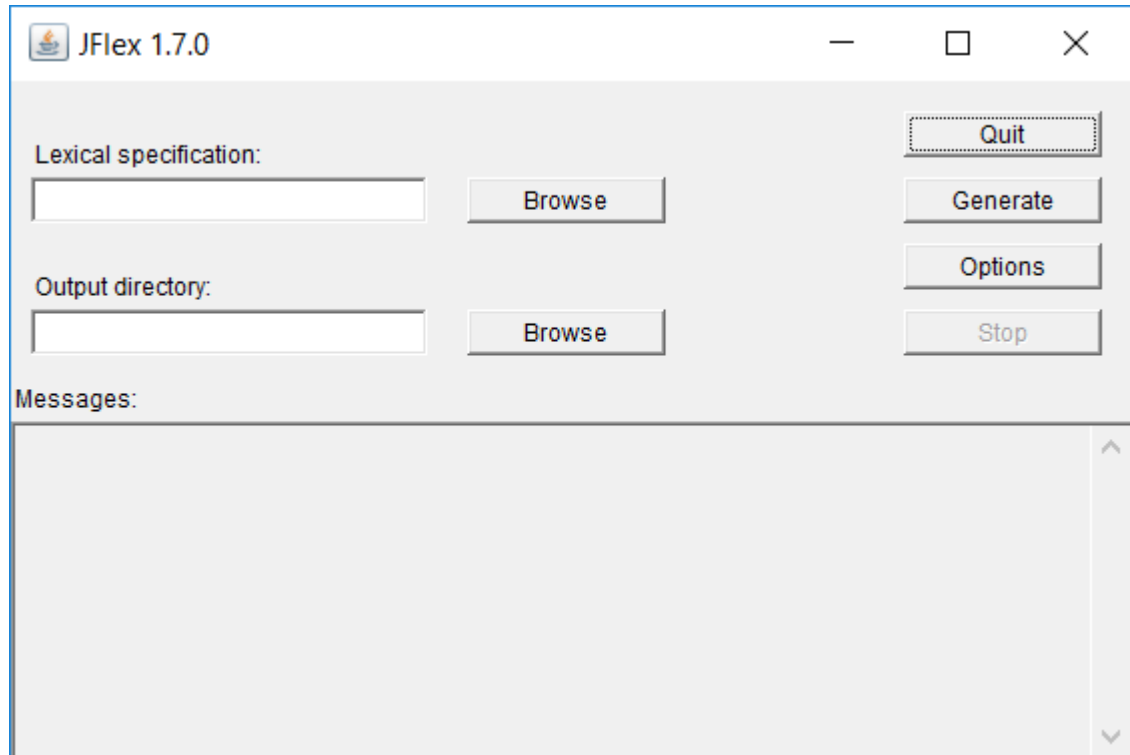 JFlex 1.7.0
Quit
Lexical specification:
Browse
Generate
Options
Output directory:
Browse
Stop
Messages: